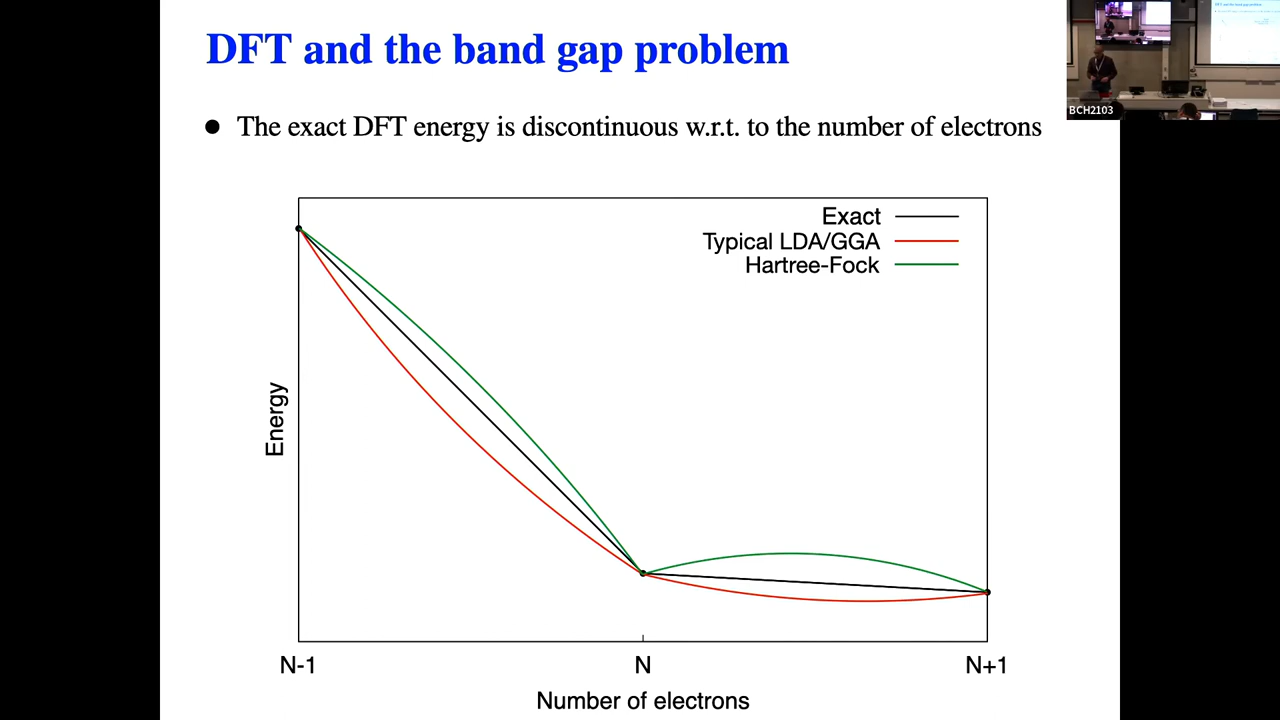 DFT and the band gap problem
● The exact DFT energy is discontinuous w.r.t. to the number of electrons
Exact
Typical LDA/GGA
Hartree-Fock
Energy
N-1
N
N+1
Number of electrons
BCH2103